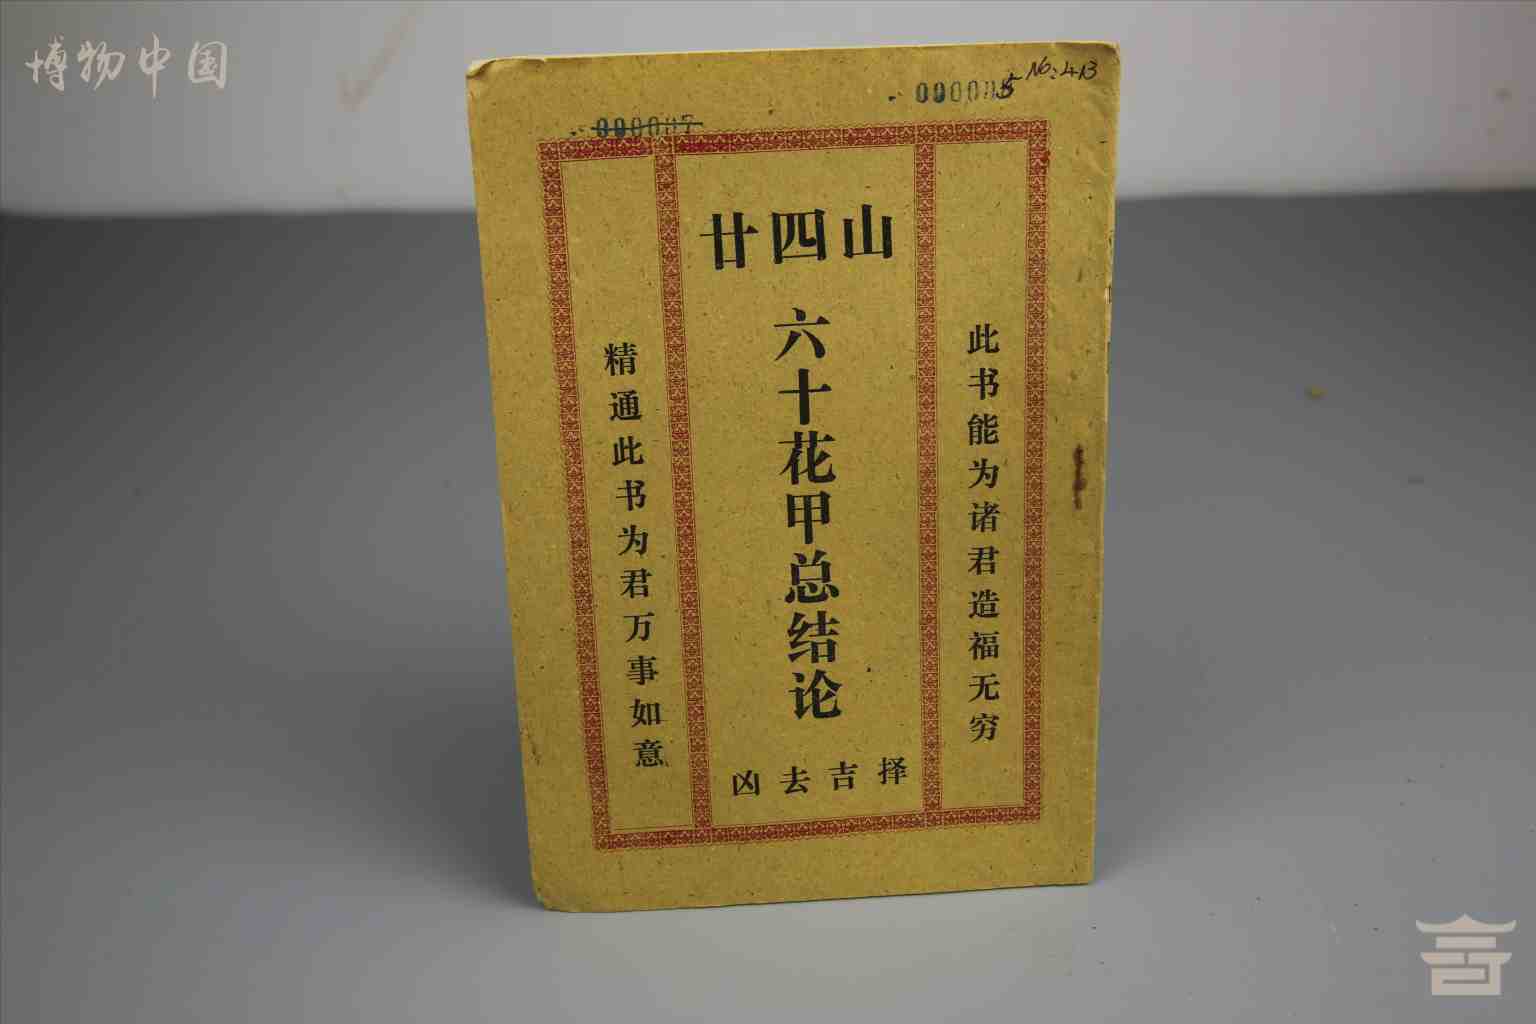 博物中国
No:413
000007
廿四山
六十花甲总结论
择吉去凶
此书能为诸君造福无穷
精通此书为君万事如意